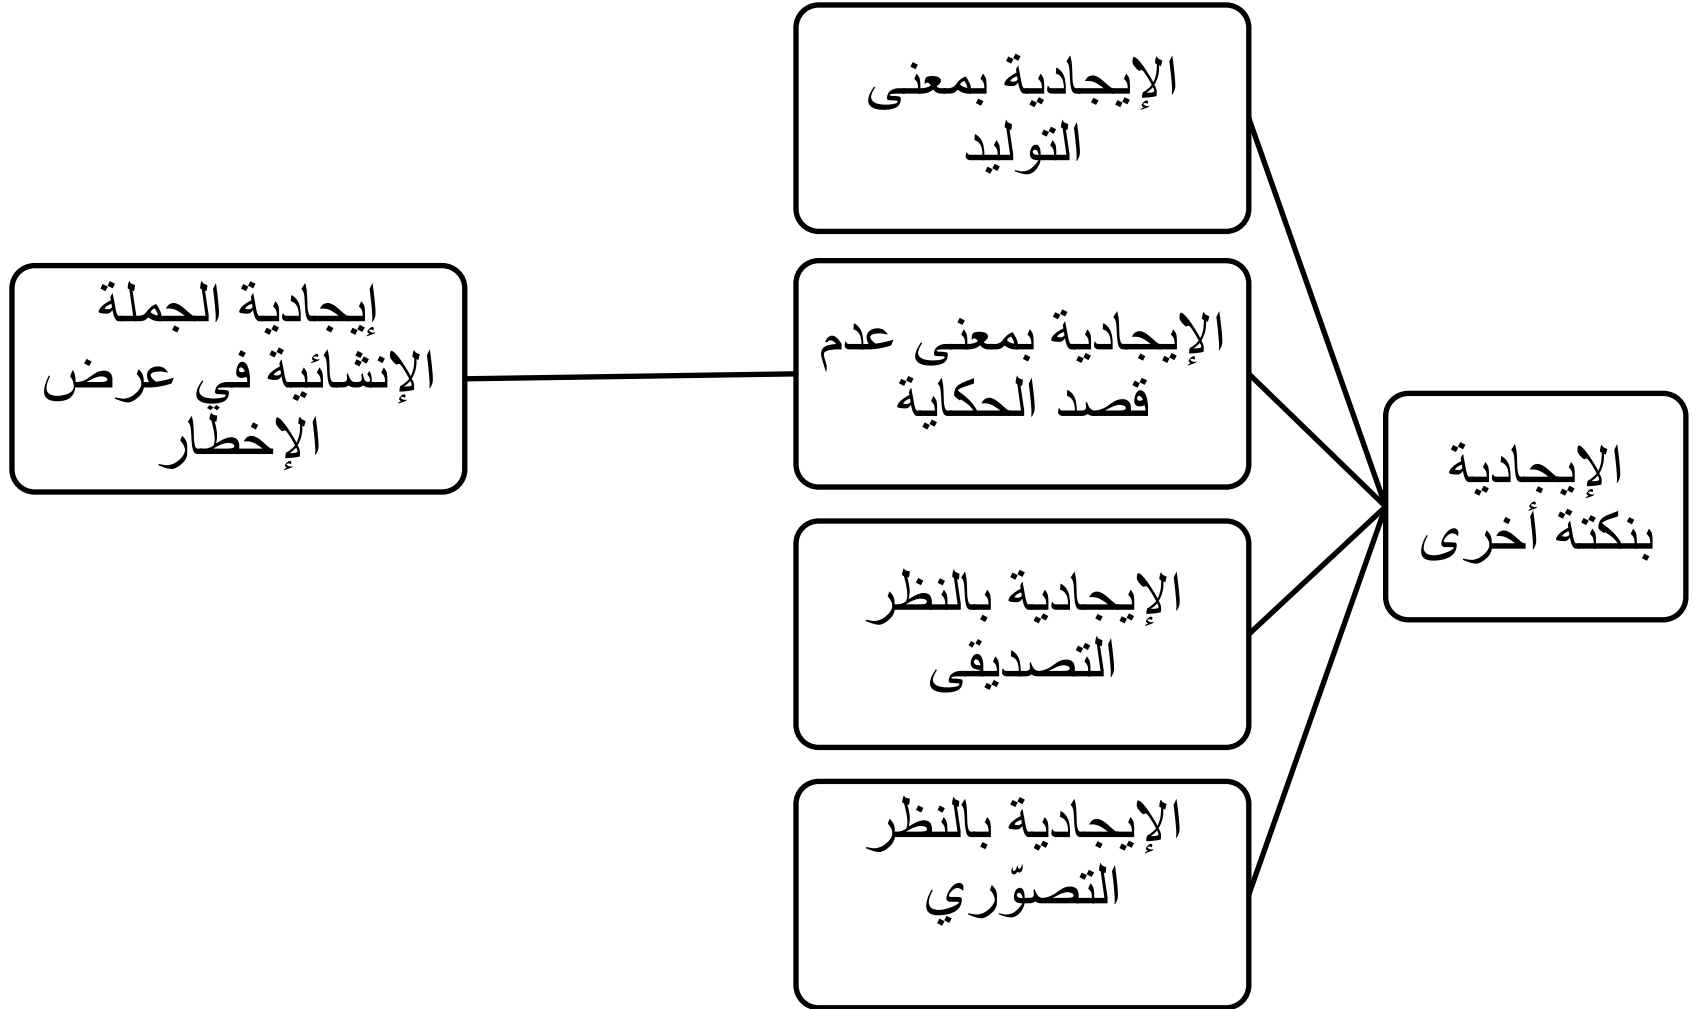 الإيجادية
بنكتة أخرى
الإيجادية بمعنى
التوليد
الإيجادية بمعنى عدم
قصد الحكاية
إيجادية الجملة
الإنشائية في عرض
الإخطار
الإيجادية بالنظر
التصديقی
الإيجادية بالنظر
التصوّري